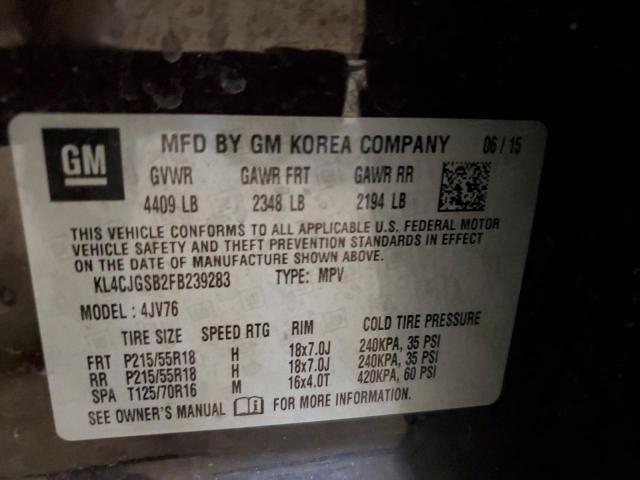 GM MFD BY GM KOREA COMPANY 06/15
GVWR GAWR FRT GAWR RR
4409 LB 2348 LB 2194 LB
THIS VEHICLE CONFORMS TO ALL APPLICABLE U.S. FEDERAL MOTOR
VEHICLE SAFETY AND THEFT PREVENTION STANDARDS IN EFFECT
ON THE DATE OF MANUFACTURE SHOWN ABOVE.
KL4CJGSB2FB239283 TYPE: MPV
MODEL: 4JV76
TIRE SIZE SPEED RTG RIM COLD TIRE PRESSURE
FRT P215/55R18 H 18x7.0J 240KPA, 35 PSI
RR P215/55R18 H 18x7.0J 240KPA, 35 PSI
SPA T125/70R16 M 16x4.0T 420KPA, 60 PSI
SEE OWNER'S MANUAL FOR MORE INFORMATION.